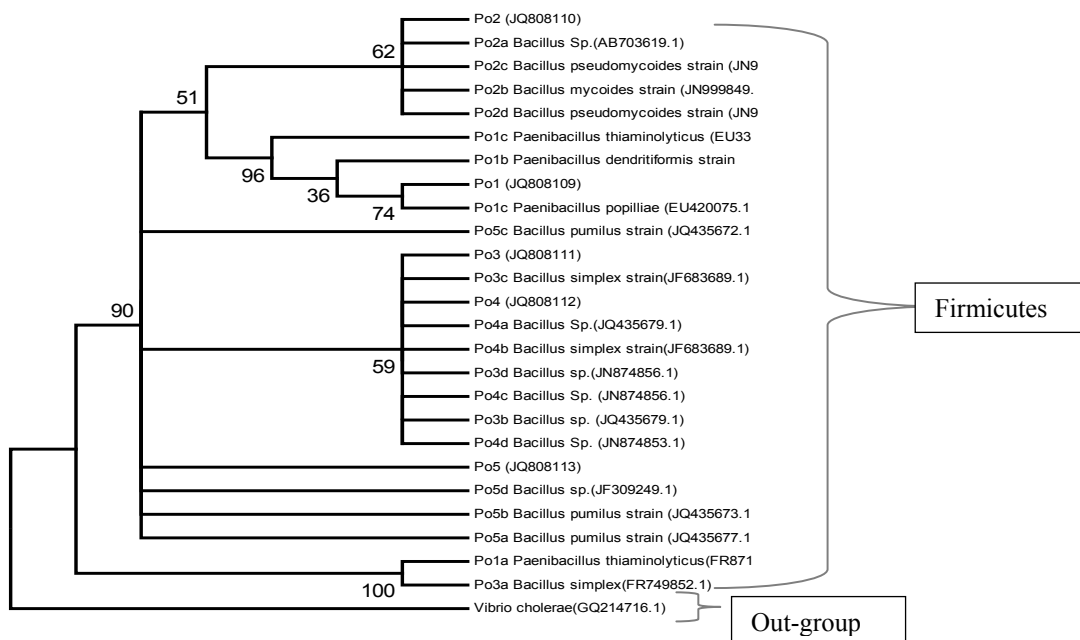 Po2 (JQ808110)
Po2a Bacillus Sp.(AB703619.1)
62
Po2c Bacillus pseudomycoides strain (JN9
Po2b Bacillus mycoides strain (JN999849.
51
Po2d Bacillus pseudomycoides strain (JN9
Po1c Paenibacillus thiaminolyticus (EU33
Po1b Paenibacillus dendritiformis strain
96
36
Po1 (JQ808109)
74
Po1c Paenibacillus popilliae (EU420075.1
Po5c Bacillus pumilus strain (JQ435672.1
Po3 (JQ808111)
Po3c Bacillus simplex strain(JF683689.1)
Po4 (JQ808112)
90
Firmicutes
Po4a Bacillus Sp.(JQ435679.1)
Po4b Bacillus simplex strain(JF683689.1)
59
Po3d Bacillus sp.(JN874856.1)
Po4c Bacillus Sp. (JN874856.1)
Po3b Bacillus sp. (JQ435679.1)
Po4d Bacillus Sp. (JN874853.1)
Po5 (JQ808113)
Po5d Bacillus sp.(JF309249.1)
Po5b Bacillus pumilus strain (JQ435673.1
Po5a Bacillus pumilus strain (JQ435677.1
Po1a Paenibacillus thiaminolyticus(FR871
100
Po3a Bacillus simplex(FR749852.1)
Vibrio cholerae(GQ214716.1)
Out-group